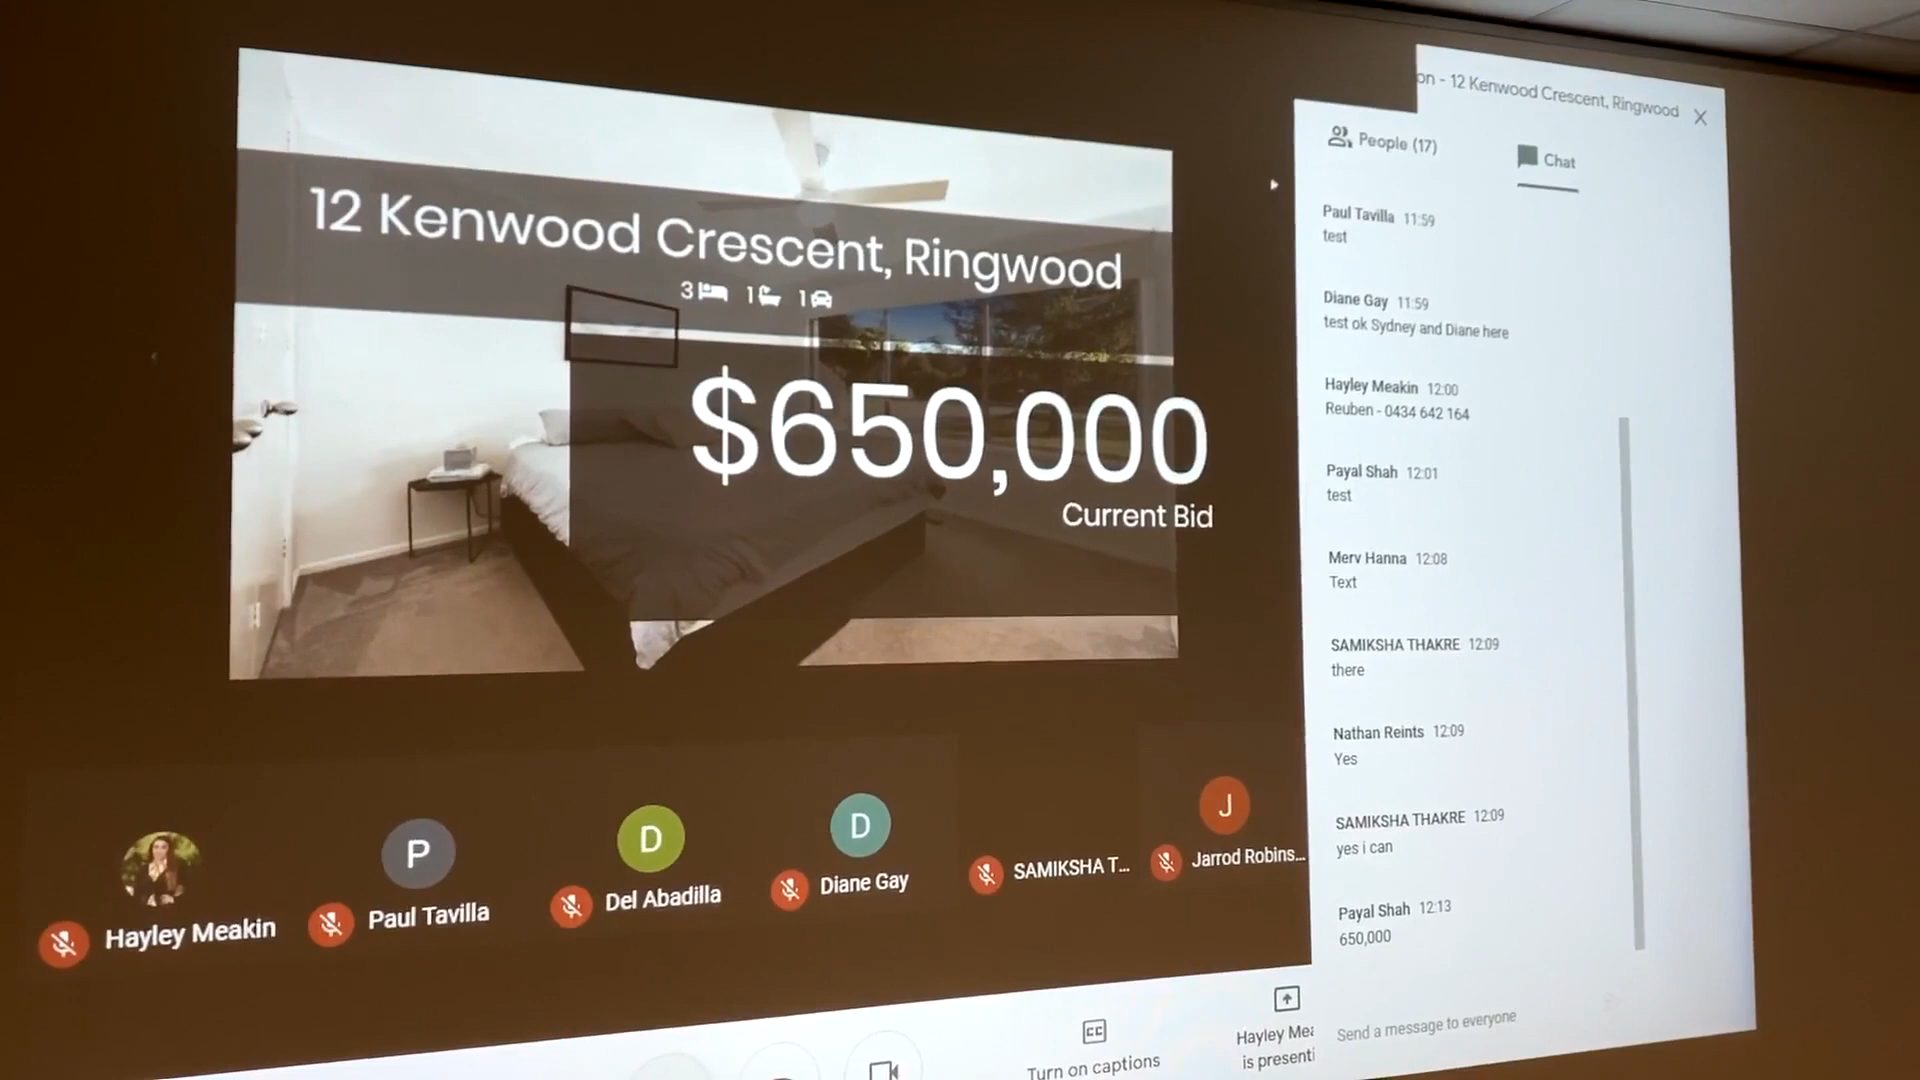 12 Kenwood Crescent, Ringwood
3 1 1
$650,000
Current Bid
Hayley Meakin
P
Paul Tavilla
D
Del Abadilla
D
Diane Gay
SAMIKSHA T...
J
Jarrod Robins...
CC
Turn on captions
Hayley Mea
is presenti
on - 12 Kenwood Crescent, Ringwood
People (17)
Chat
Paul Tavilla 11:59
test
Diane Gay 11:59
test ok Sydney and Diane here
Hayley Meakin 12:00
Reuben - 0434 642 164
Payal Shah 12:01
test
Merv Hanna 12:08
Text
SAMIKSHA THAKRE 12:09
there
Nathan Reints 12:09
Yes
SAMIKSHA THAKRE 12:09
yes i can
Payal Shah 12:13
650,000
Send a message to everyone